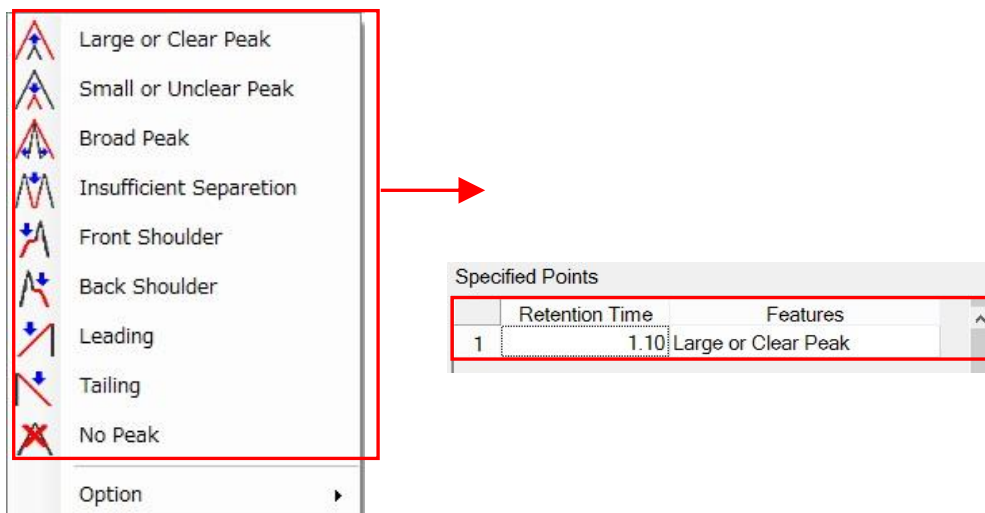 Large or Clear Peak
Small or Unclear Peak
Broad Peak
Insufficient Separetion
Front Shoulder
Back Shoulder
Leading
Tailing
No Peak
Option
Specified Points
Retention Time Features
1 1.10 Large or Clear Peak